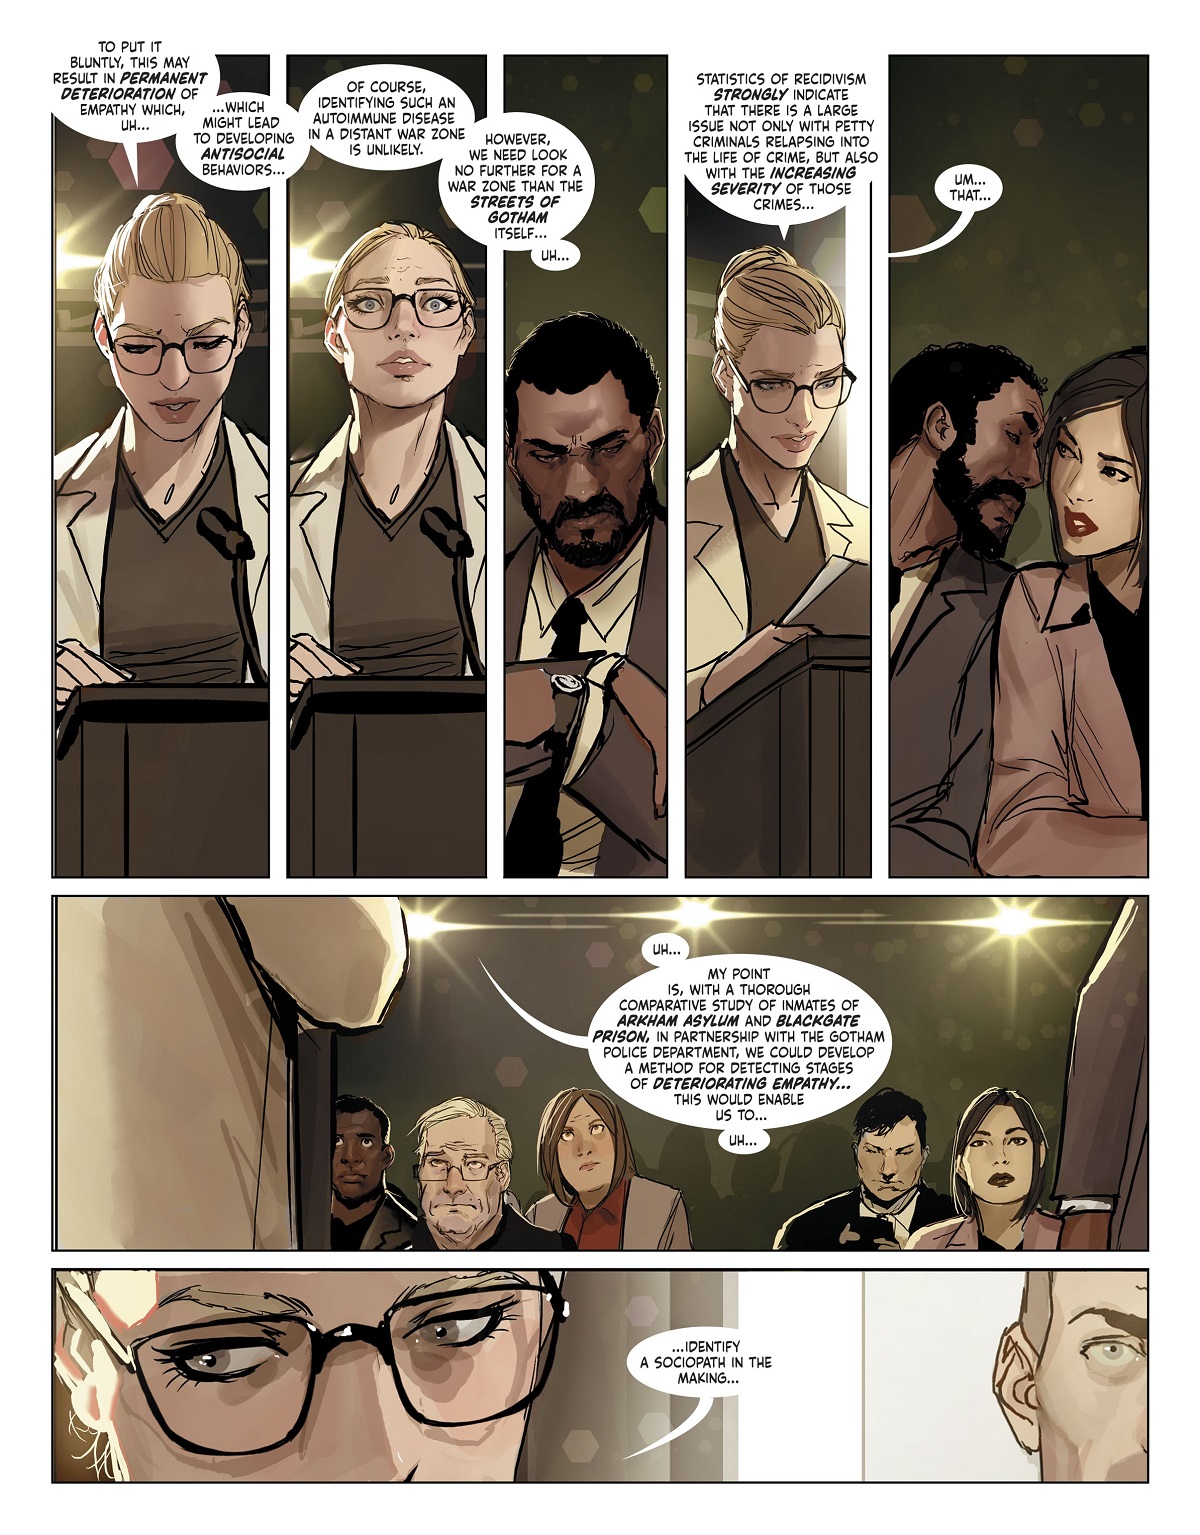 TO PUT IT
BLUNTLY, THIS MAY
RESULT IN PERMANENT
DETERIORATION OF
EMPATHY WHICH,
UH...
...WHICH
MIGHT LEAD
TO DEVELOPING
ANTISOCIAL
BEHAVIORS...
OF COURSE,
IDENTIFYING SUCH AN
AUTOIMMUNE DISEASE
IN A DISTANT WAR ZONE
IS UNLIKELY.
HOWEVER,
WE NEED LOOK
NO FURTHER FOR A
WAR ZONE THAN THE
STREETS OF
GOTHAM
ITSELF...
UH...
STATISTICS OF RECIDIVISM
STRONGLY INDICATE
THAT THERE IS A LARGE
ISSUE NOT ONLY WITH PETTY
CRIMINALS RELAPSING INTO
THE LIFE OF CRIME, BUT ALSO
WITH THE INCREASING
SEVERITY OF THOSE
CRIMES...
UM...
THAT...
UH...
MY POINT
IS, WITH A THOROUGH
COMPARATIVE STUDY OF INMATES OF
ARKHAM ASYLUM AND BLACKGATE
PRISON, IN PARTNERSHIP WITH THE GOTHAM
POLICE DEPARTMENT, WE COULD DEVELOP
A METHOD FOR DETECTING STAGES
OF DETERIORATING EMPATHY...
THIS WOULD ENABLE
US TO...
UH...
...IDENTIFY
A SOCIOPATH IN THE
MAKING...